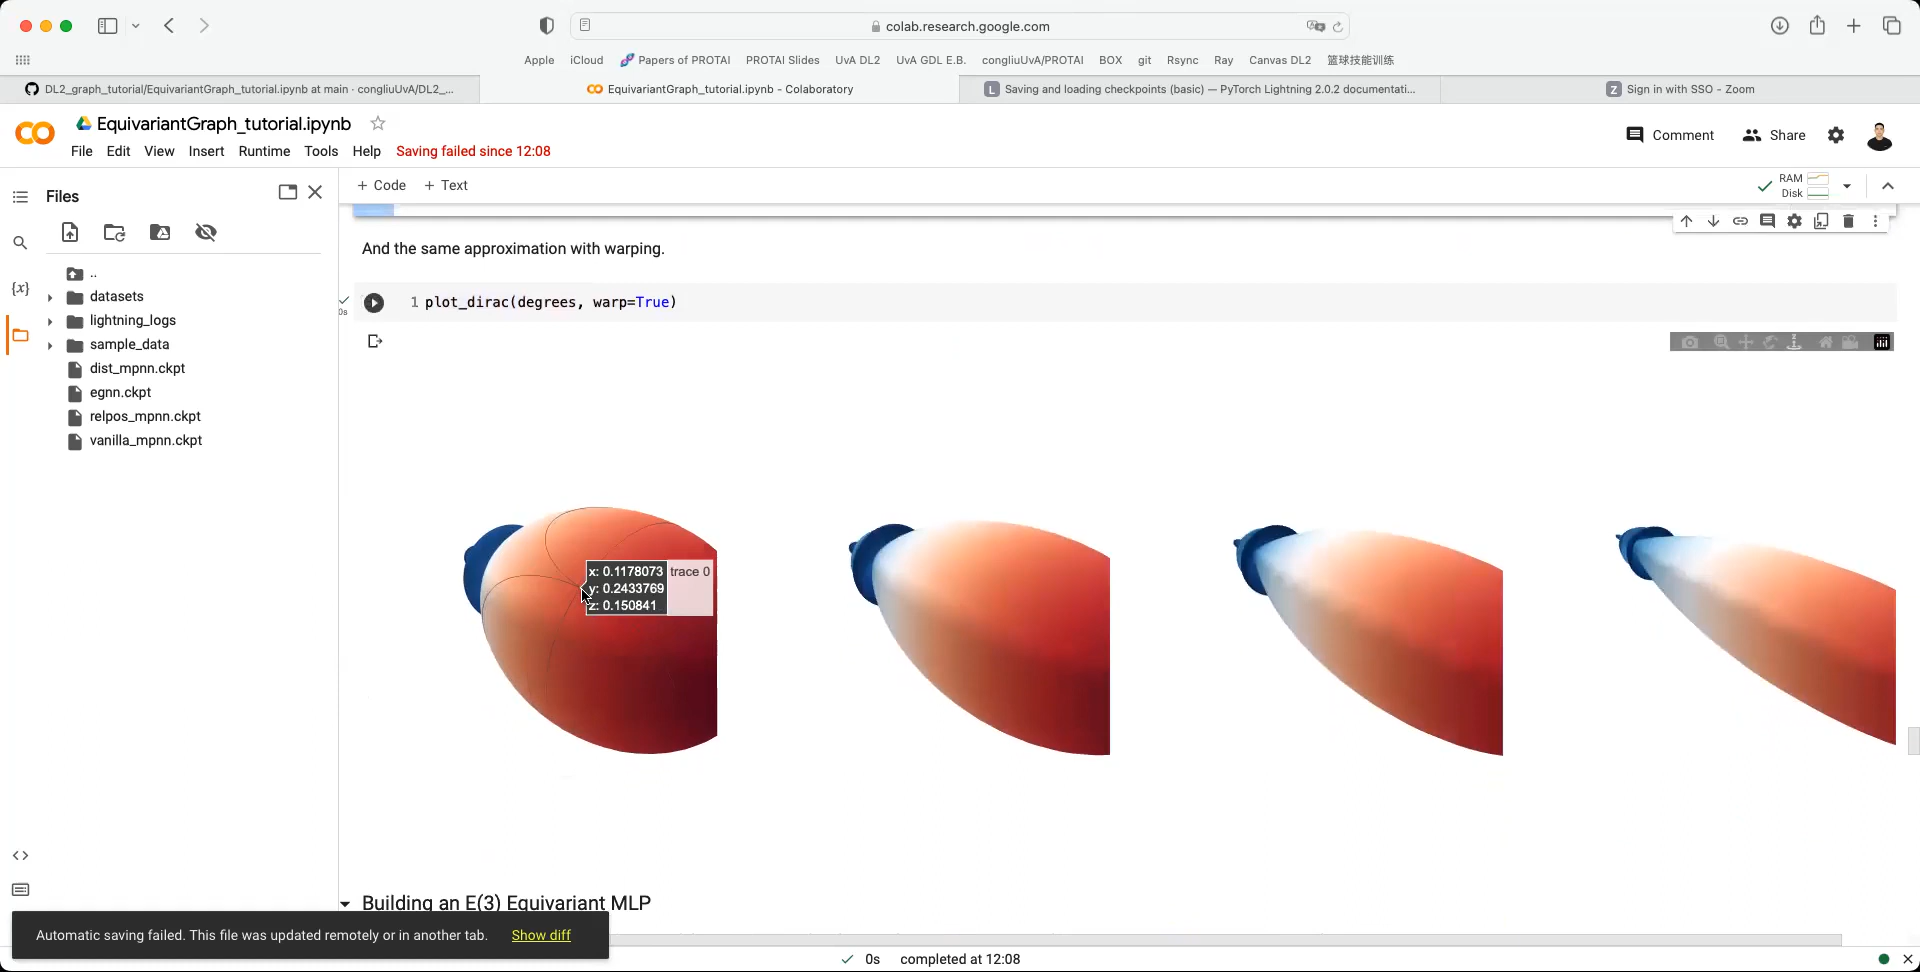 colab.research.google.com
Apple iCloud Papers of PROTAI PROTAI Slides UvA DL2 UvA GDL E.B. congliuUvA/PROTAI BOX git Rsync Ray Canvas DL2 篮球技能训练
DL2_graph_tutorial/EquivariantGraph_tutorial.ipynb at main · congliuUvA/DL2_...
EquivariantGraph_tutorial.ipynb - Colaboratory
L Saving and loading checkpoints (basic) — PyTorch Lightning 2.0.2 documentati...
Z Sign in with SSO - Zoom
EquivariantGraph_tutorial.ipynb
Comment Share
File Edit View Insert Runtime Tools Help Saving failed since 12:08
Files
+ Code + Text
RAM
Disk
And the same approximation with warping.
..
datasets
lightning_logs
sample_data
dist_mpnn.ckpt
egnn.ckpt
relpos_mpnn.ckpt
vanilla_mpnn.ckpt
{x}
0s
1 plot_dirac(degrees, warp=True)
x: 0.1178073 trace 0
y: 0.2433769
z: 0.150841
Building an E(3) Equivariant MLP
Automatic saving failed. This file was updated remotely or in another tab. Show diff
0s completed at 12:08